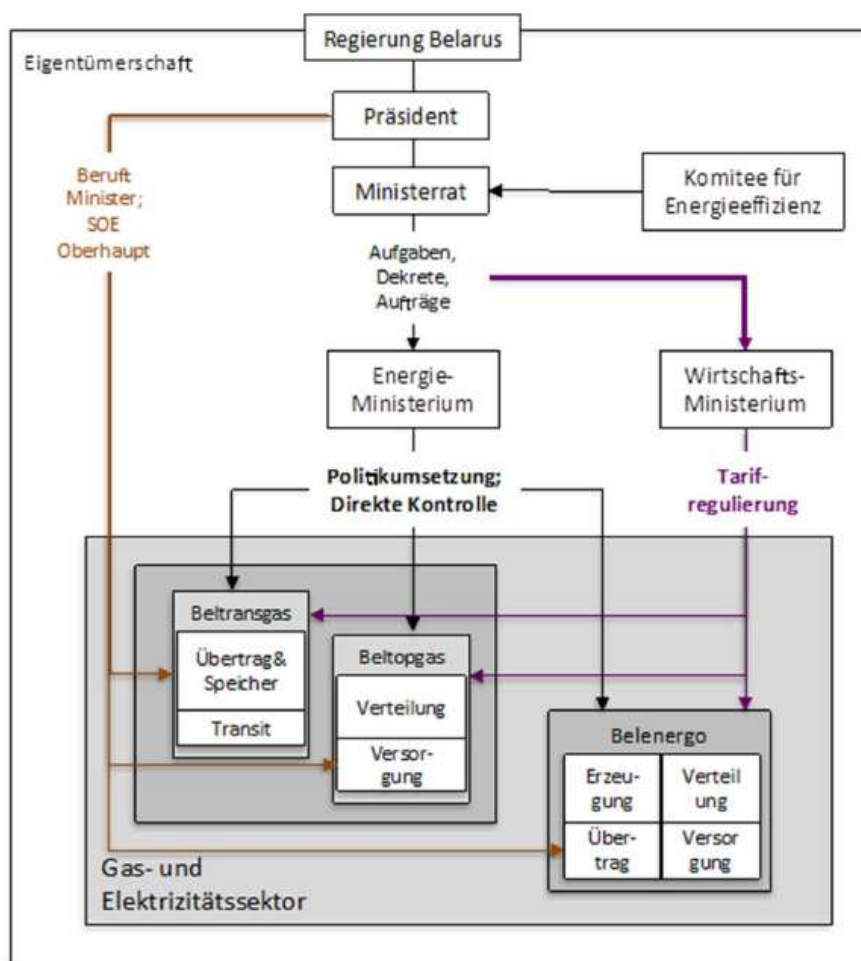 Regierung Belarus
Eigentümerschaft
Präsident
Beruft
Minister;
SOE
Oberhaupt
Ministerrat
Komitee für
Energieeffizienz
Aufgaben,
Dekrete,
Aufträge
Energie-
Ministerium
Wirtschafts-
Ministerium
Politikumsetzung;
Direkte Kontrolle
Tarif-
regulierung
Beltransgas
Übertrag&
Speicher
Transit
Beltopgas
Verteilung
Versor-
gung
Belenergo
Erzeu-
gung
Verteil
ung
Über-
trag
Versor
gung
Gas- und
Elektrizitätssektor